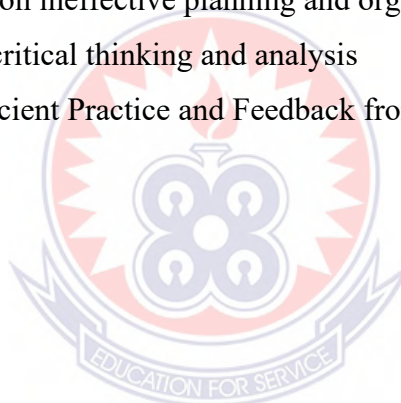 on ineffective planning and org
critical thinking and analysis
cient Practice and Feedback fro
EDUCATION FOR SERVICE